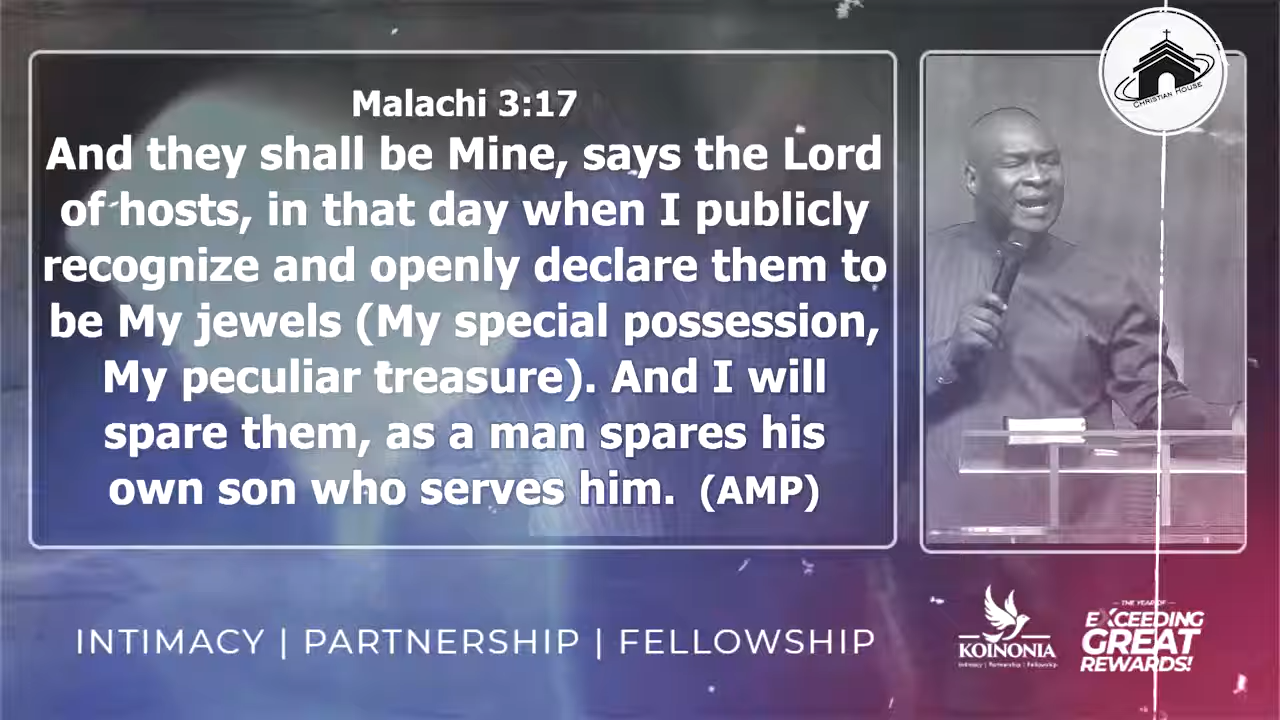 Malachi 3:17
And they shall be Mine, says the Lord
of hosts, in that day when I publicly
recognize and openly declare them to
be My jewels (My special possession,
My peculiar treasure). And I will
spare them, as a man spares his
own son who serves him. (AMP)
CHRISTIAN HOUSE
INTIMACY | PARTNERSHIP | FELLOWSHIP
KOINONIA
Intimacy | Partnership | Fellowship
THE YEAR OF
EXCEEDING
GREAT
REWARDS!